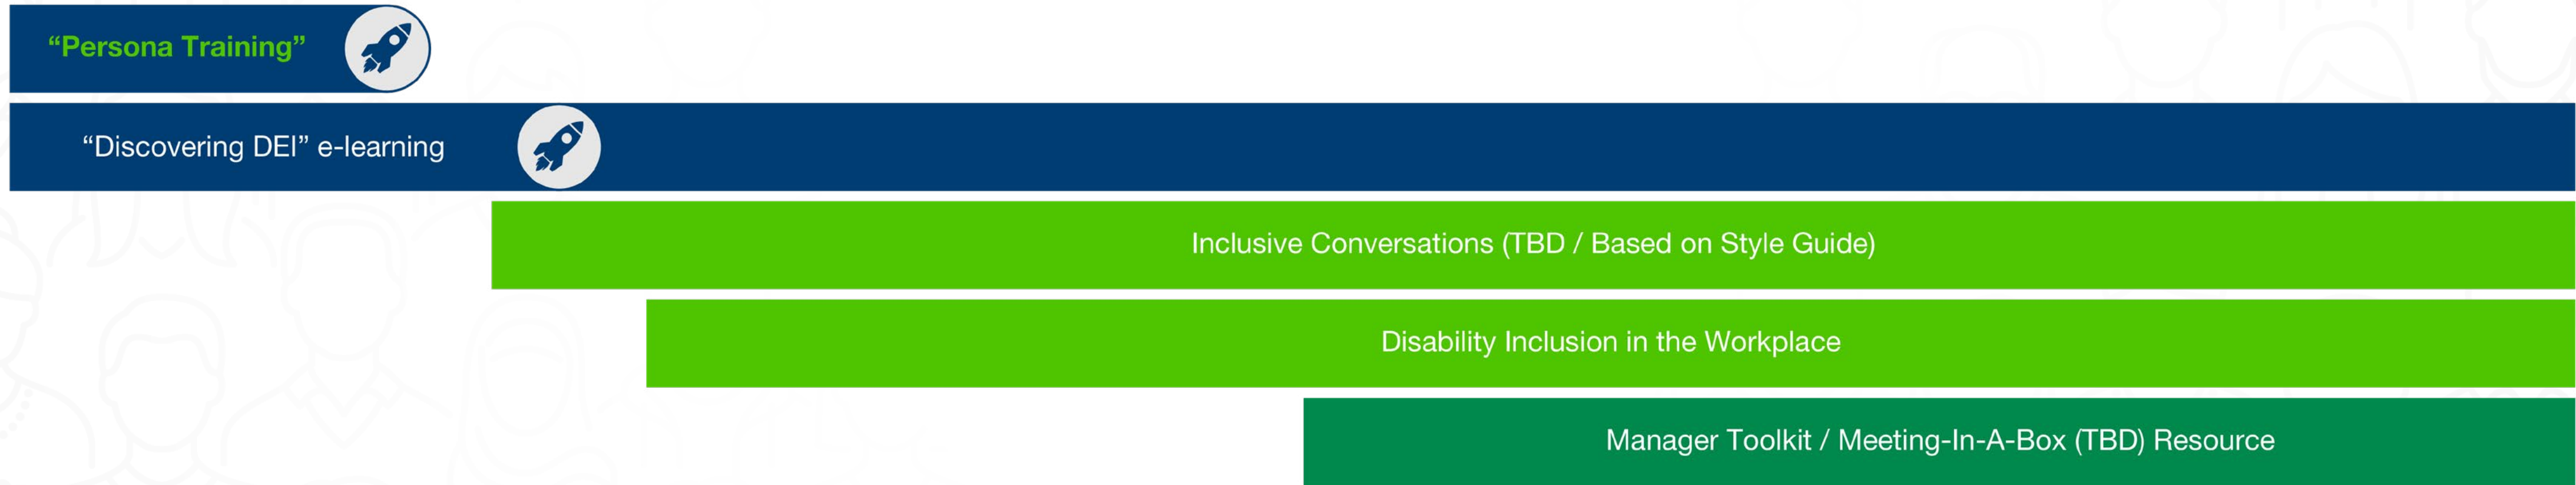 “Persona Training”
“Discovering DEI” e-learning
Inclusive Conversations (TBD / Based on Style Guide)
Disability Inclusion in the Workplace
Manager Toolkit / Meeting-In-A-Box (TBD) Resource